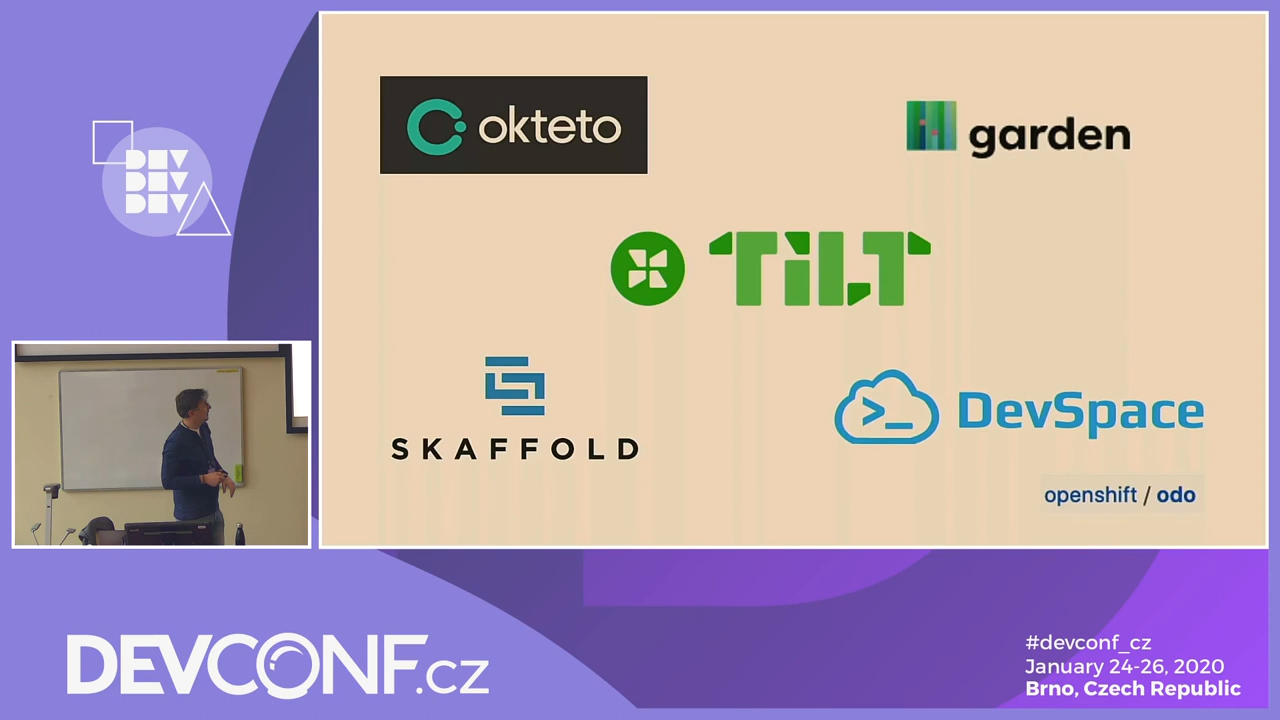 DEV
DEV
DEV
okteto
garden
TILT
SKAFFOLD
DevSpace
openshift / odo
DEVCONF.cz
#devconf_cz
January 24-26, 2020
Brno, Czech Republic